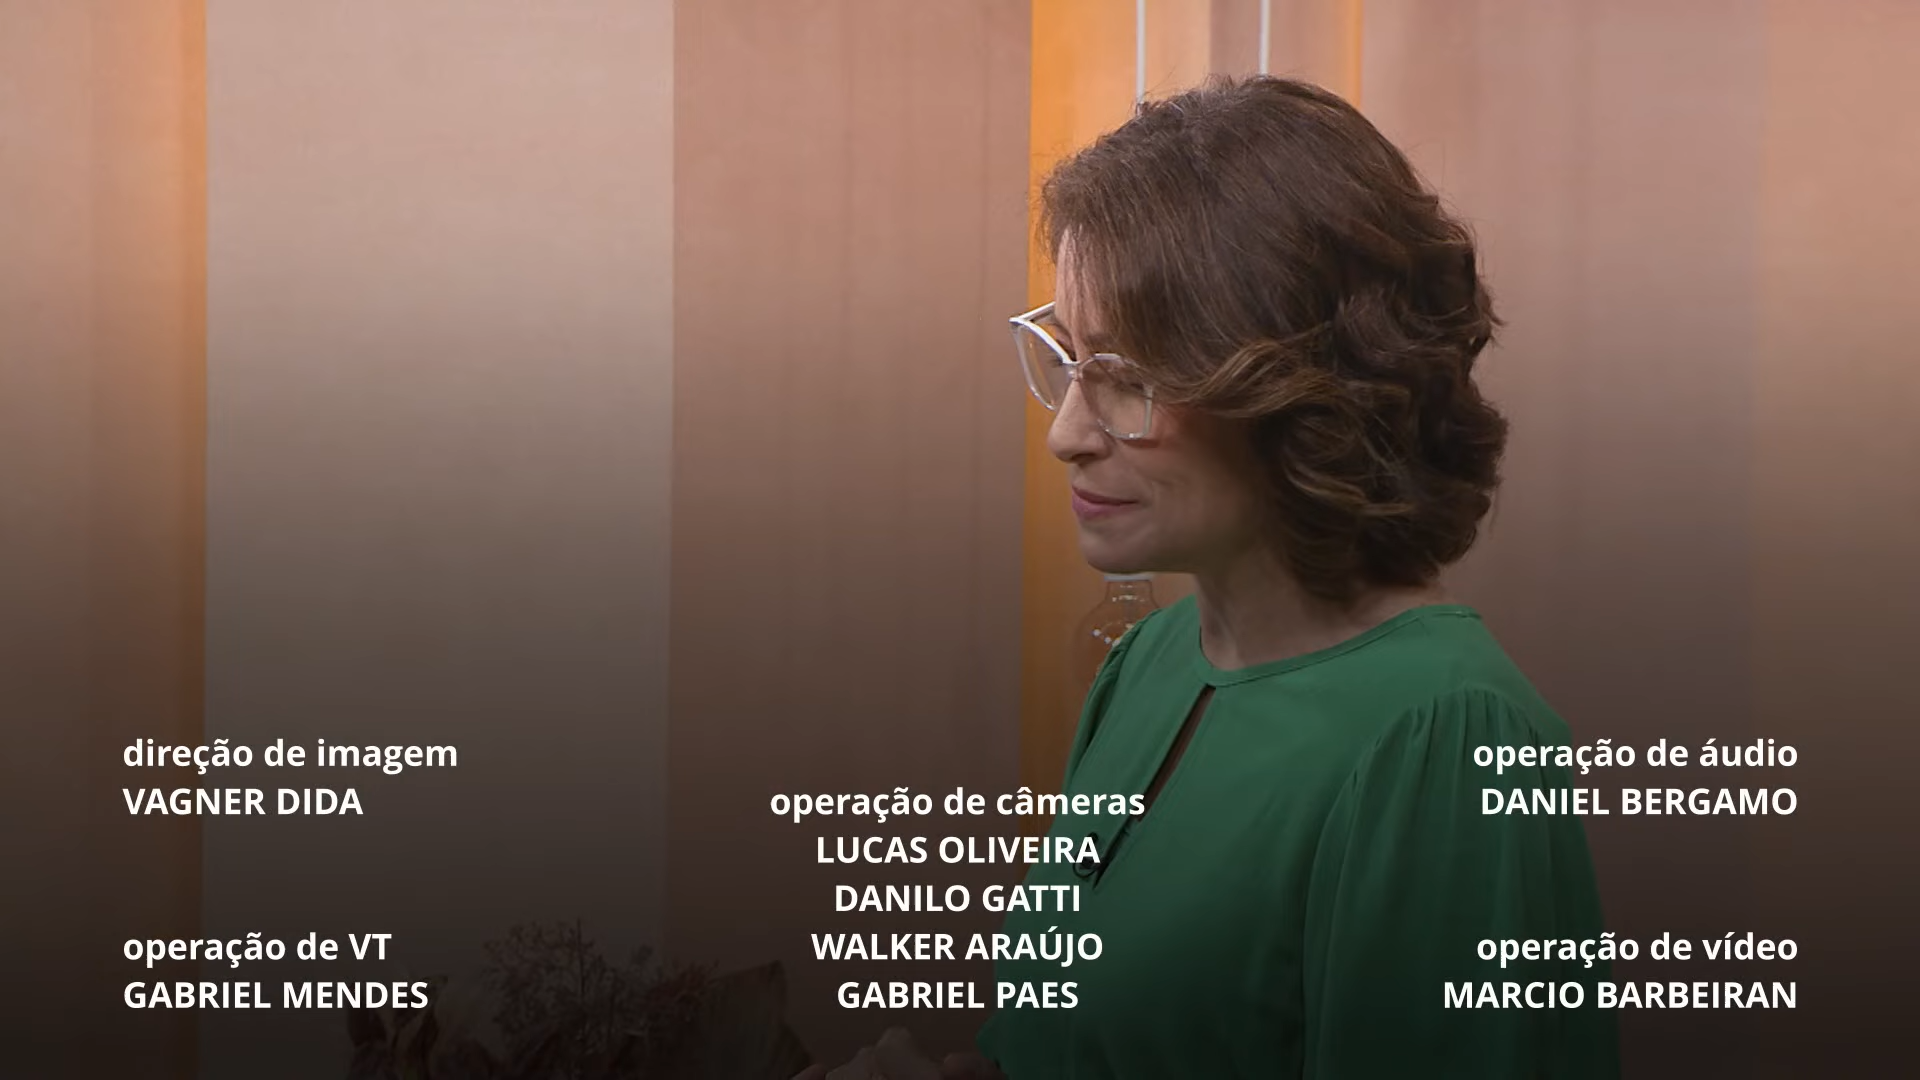 direção de imagem
VAGNER DIDA
operação de VT
GABRIEL MENDES
operação de câmeras
LUCAS OLIVEIRA
DANILO GATTI
WALKER ARAÚJO
GABRIEL PAES
operação de áudio
DANIEL BERGAMO
operação de vídeo
MARCIO BARBEIRAN